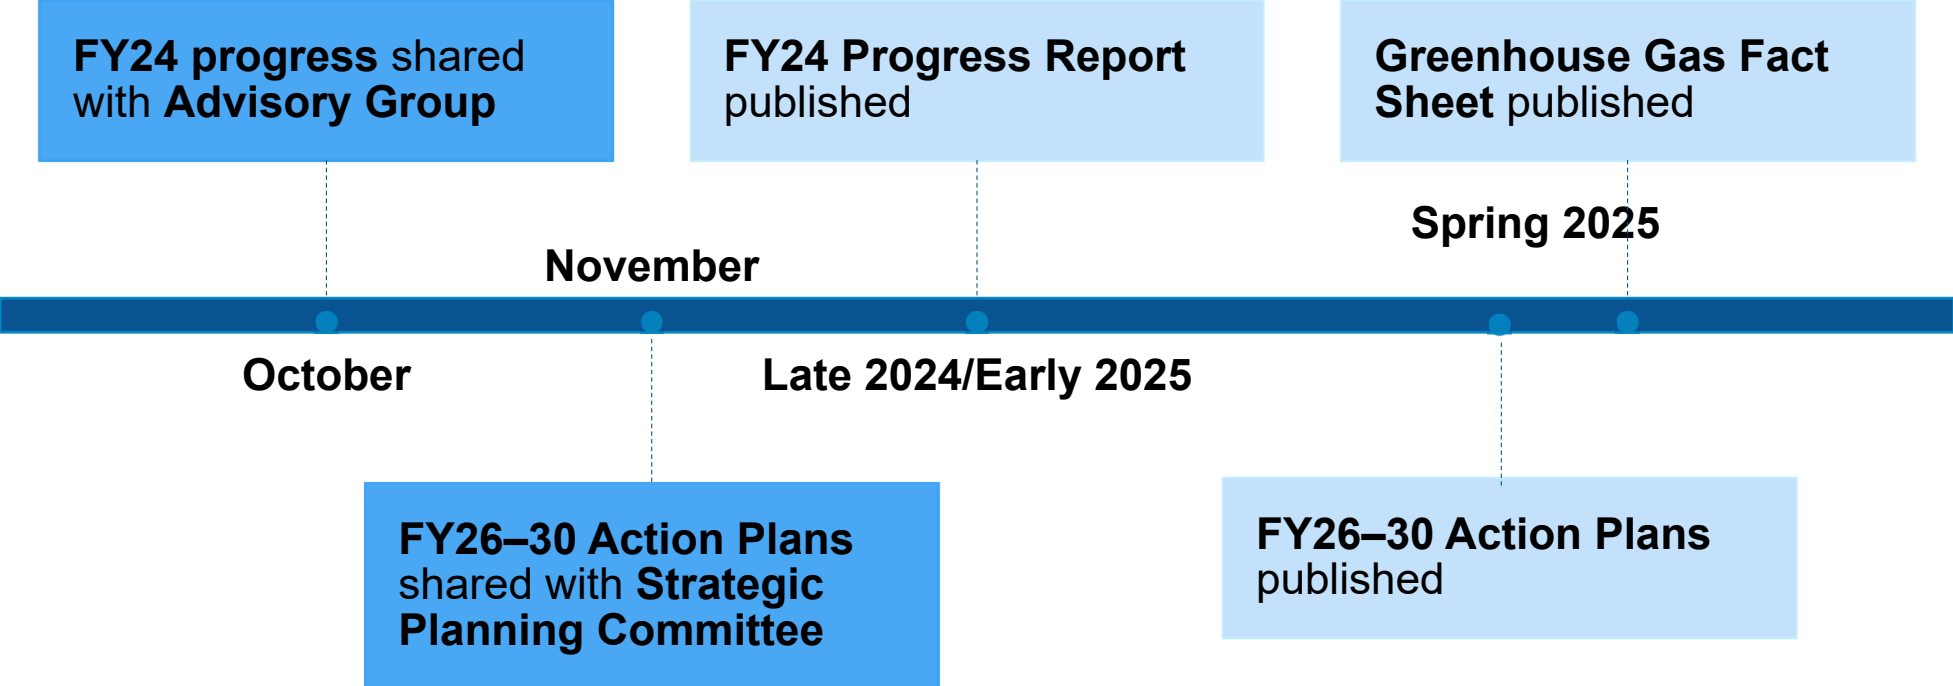 FY24 progress shared
with Advisory Group
FY24 Progress Report
published
Greenhouse Gas Fact
Sheet published
Spring 2025
November
October
Late 2024/Early 2025
FY26–30 Action Plans
shared with Strategic
Planning Committee
FY26–30 Action Plans
published